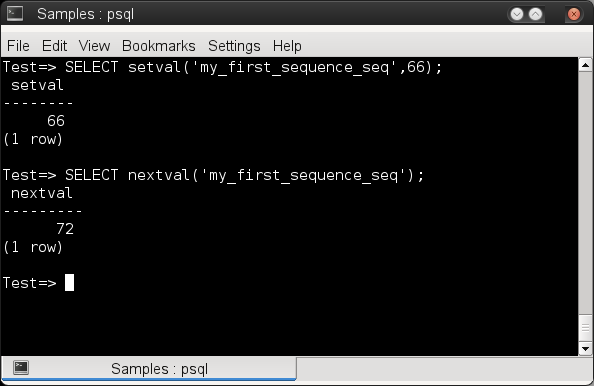 Samples : psql
File Edit View Bookmarks Settings Help
Test=> SELECT setval('my_first_sequence_seq',66);
 setval
--------
     66
(1 row)

Test=> SELECT nextval('my_first_sequence_seq');
 nextval
---------
      72
(1 row)

Test=>
Samples : psql